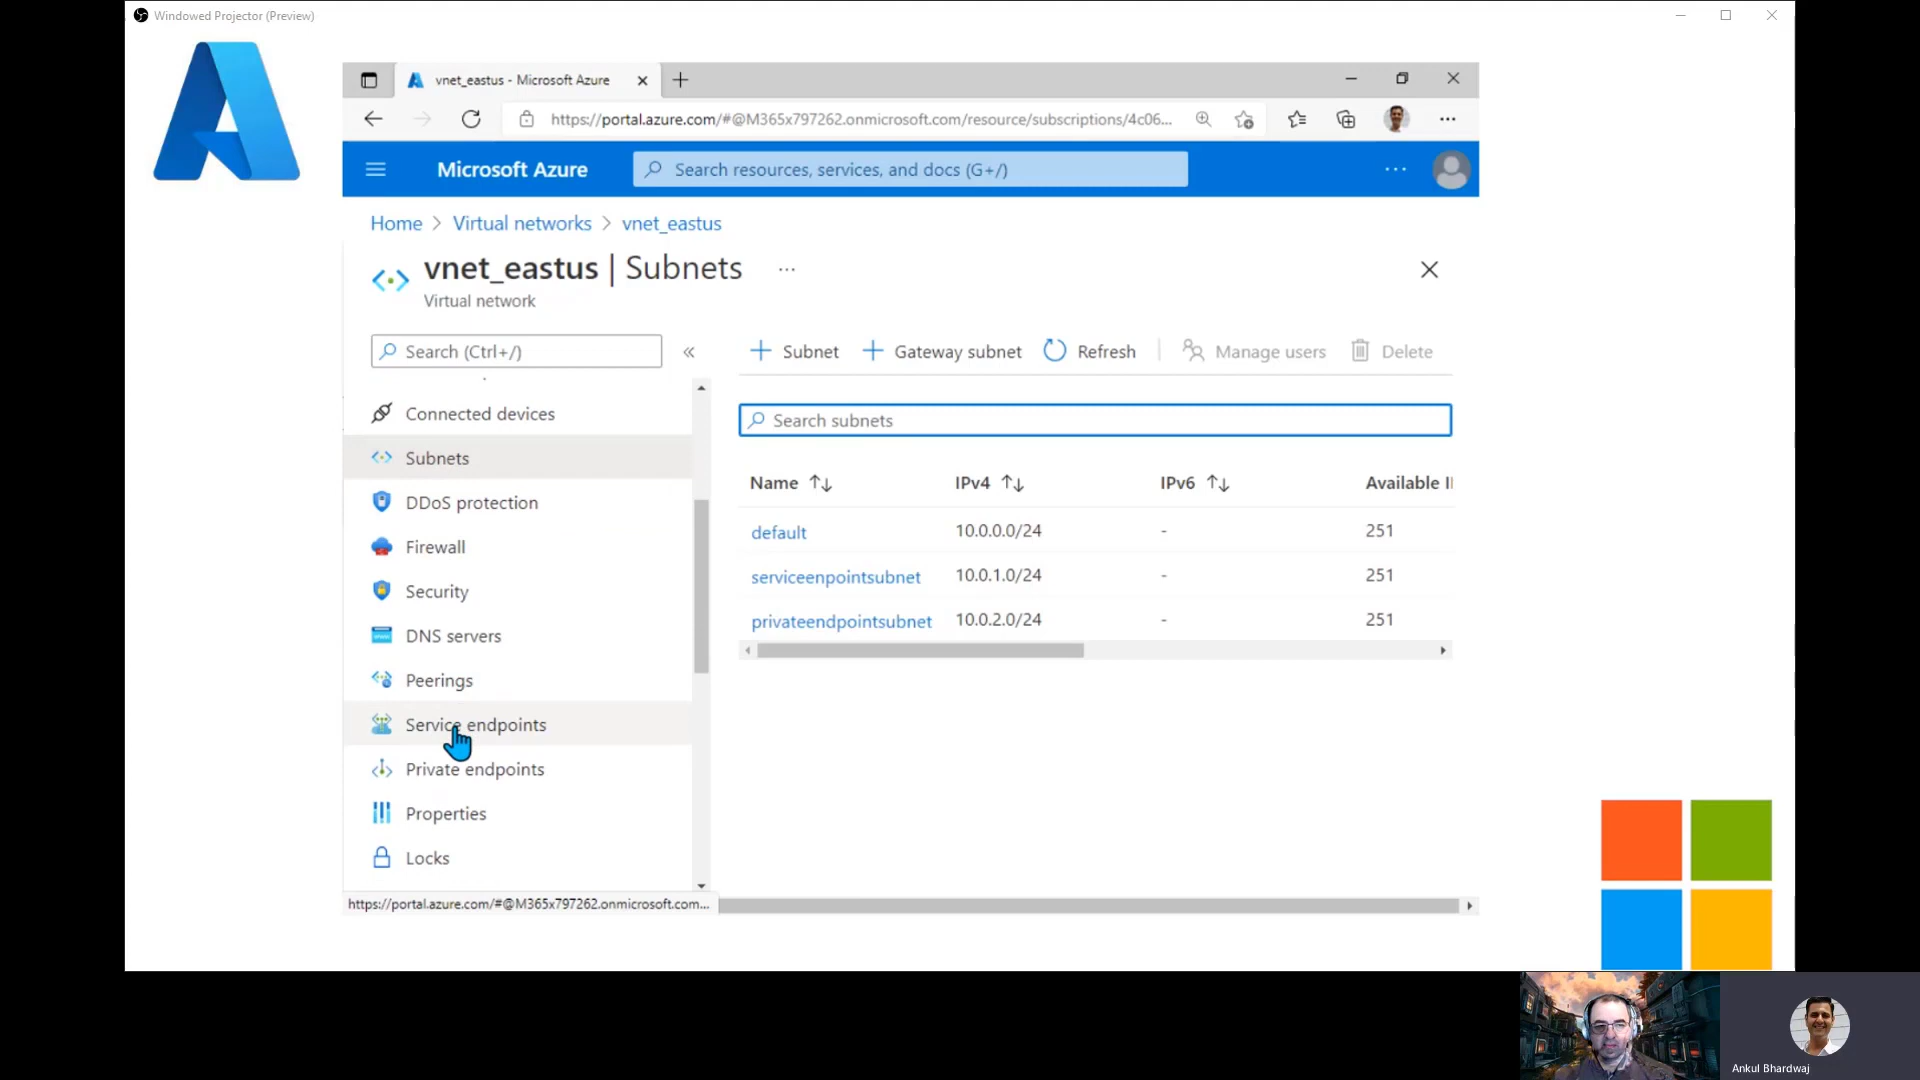 Windowed Projector (Preview)
vnet_eastus - Microsoft Azure
https://portal.azure.com/#@M365x797262.onmicrosoft.com/resource/subscriptions/4c06...
Microsoft Azure
Search resources, services, and docs (G+/)
Home > Virtual networks > vnet_eastus
vnet_eastus | Subnets ...
Virtual network
Search (Ctrl+/)
«
+ Subnet
+ Gateway subnet
Refresh
Manage users
Delete
Connected devices
Subnets
DDoS protection
Firewall
Security
DNS servers
Peerings
Service endpoints
Private endpoints
Properties
Locks
Search subnets
Name ↑↓ IPv4 ↑↓ IPv6 ↑↓ Available I
default 10.0.0.0/24 - 251
serviceenpointsubnet 10.0.1.0/24 - 251
privateendpointsubnet 10.0.2.0/24 - 251
https://portal.azure.com/#@M365x797262.onmicrosoft.com...
Ankul Bhardwaj